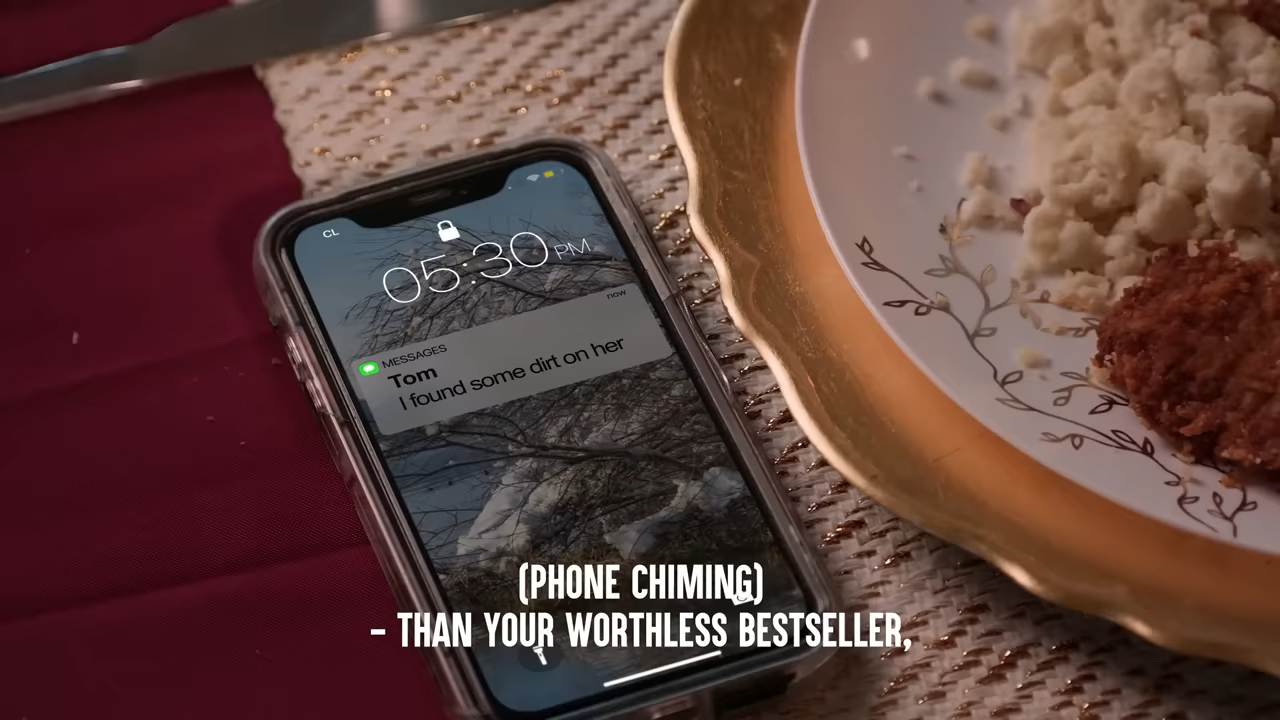 CL
05:30 PM
now
MESSAGES
Tom
I found some dirt on her
(PHONE CHIMING)
- THAN YOUR WORTHLESS BESTSELLER,